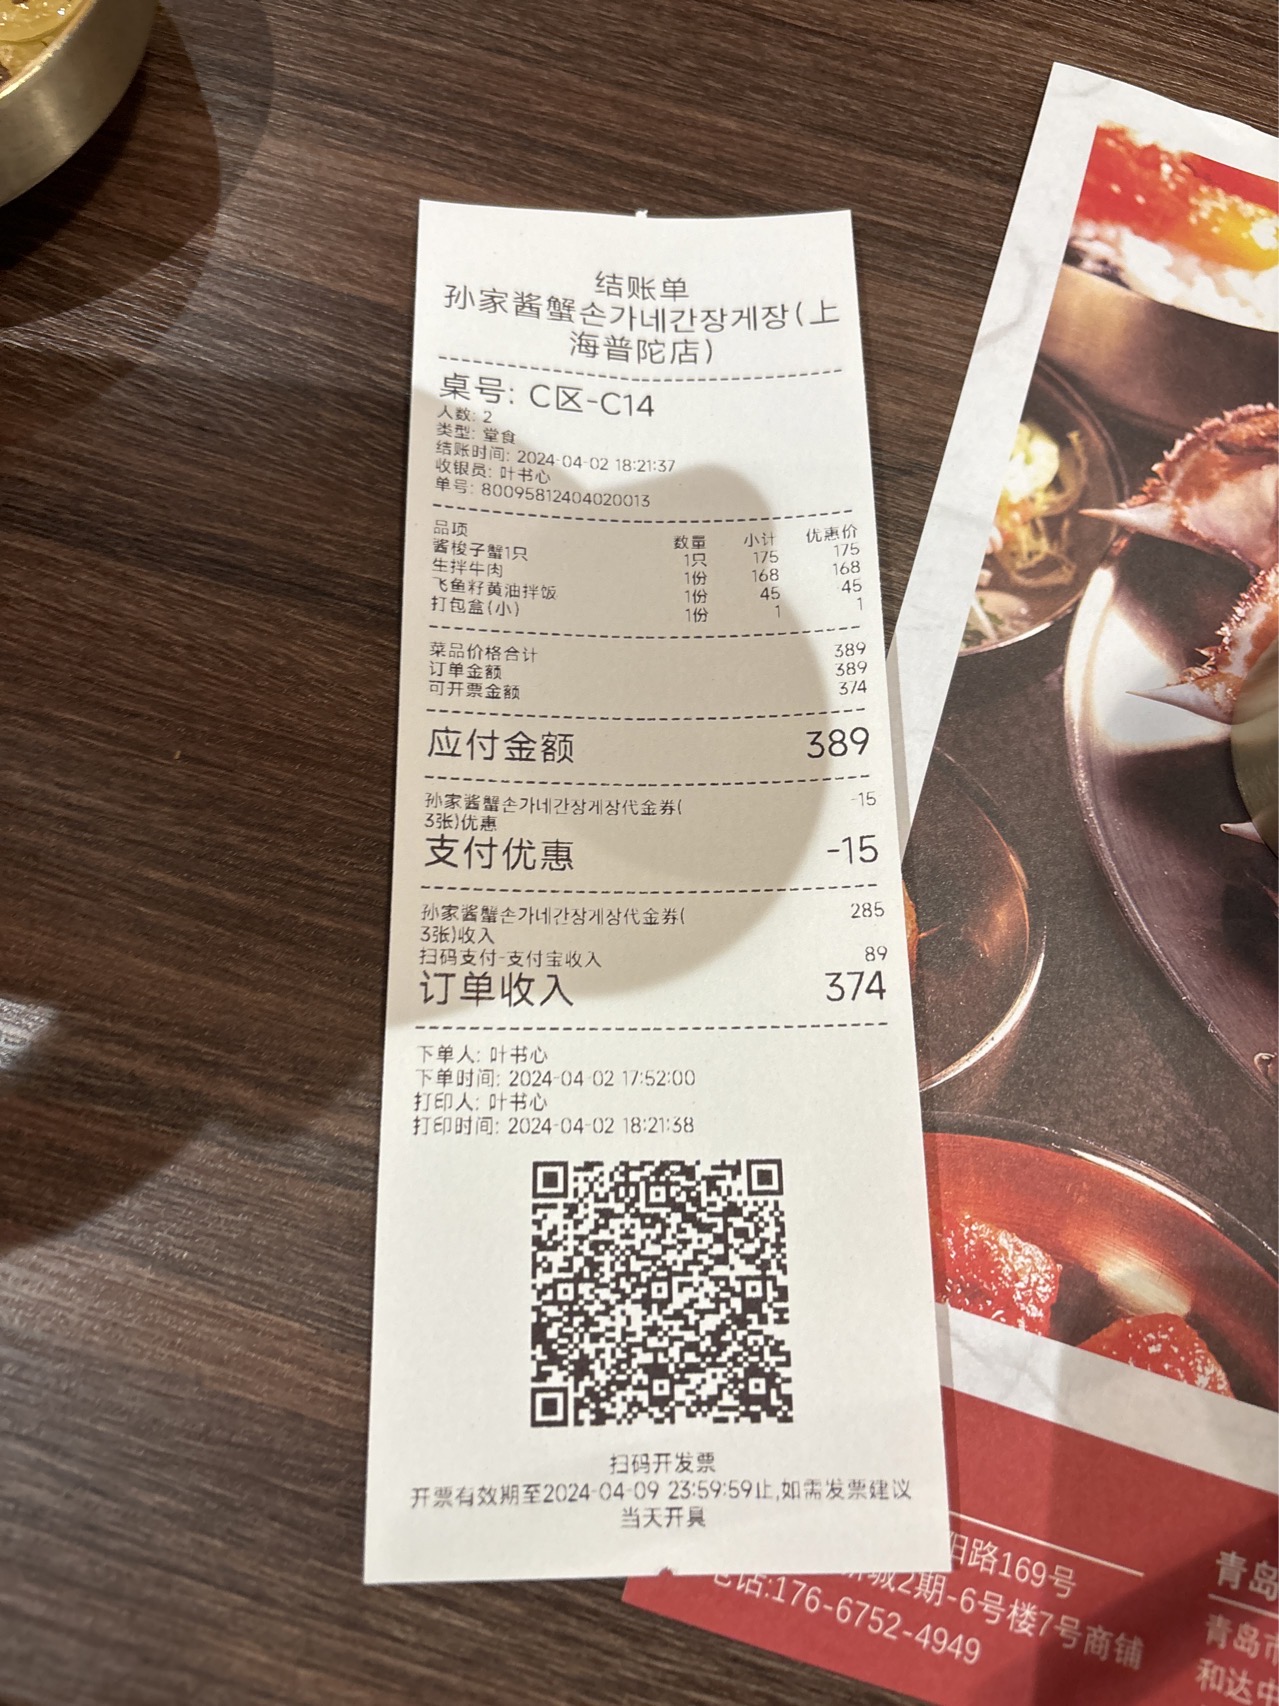 结账单
孙家酱蟹손가네간장게장(上
海普陀店)
桌号: C区-C14
人数: 2
类型: 堂食
结账时间: 2024-04-02 18:21:37
收银员: 叶书心
单号: 80095812404020013
品项 数量 小计 优惠价
酱梭子蟹1只 1只 175 175
生拌牛肉 1份 168 168
飞鱼籽黄油拌饭 1份 45 45
打包盒(小) 1份 1 1
菜品价格合计 389
订单金额 389
可开票金额 374
应付金额 389
孙家酱蟹손가네간장게장代金券( -15
3张)优惠
支付优惠 -15
孙家酱蟹손가네간장게장代金券( 285
3张)收入
扫码支付-支付宝收入 89
订单收入 374
下单人: 叶书心
下单时间: 2024-04-02 17:52:00
打印人: 叶书心
打印时间: 2024-04-02 18:21:38
扫码开发票
开票有效期至2024-04-09 23:59:59止,如需发票建议
当天开具
路169号
2期-6号楼7号商铺
话:176-6752-4949
青岛
青岛市
和达中